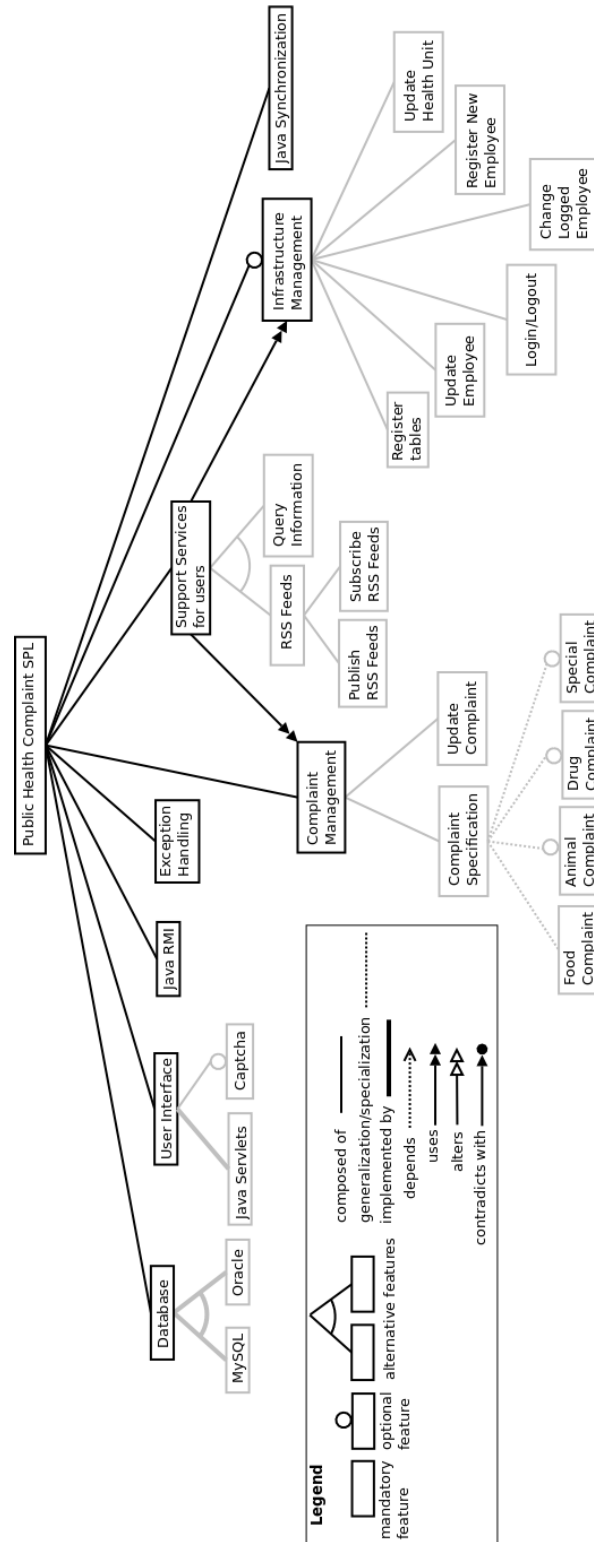 Public Health Complaint SPL
Database
User Interface
Java RMI
Exception
Handling
Complaint
Management
Support Services
for users
Infrastructure
Management
Java Synchronization
MySQL
Oracle
Java Servlets
Captcha
RSS Feeds
Query
Information
Publish
RSS Feeds
Subscribe
RSS Feeds
Complaint
Specification
Update
Complaint
Food
Complaint
Animal
Complaint
Drug
Complaint
Special
Complaint
Register
tables
Update
Employee
Login/Logout
Change
Logged
Employee
Register New
Employee
Update
Health Unit
Legend
mandatory
feature
optional
feature
alternative features
composed of
generalization/specialization
implemented by
depends
uses
alters
contradicts with